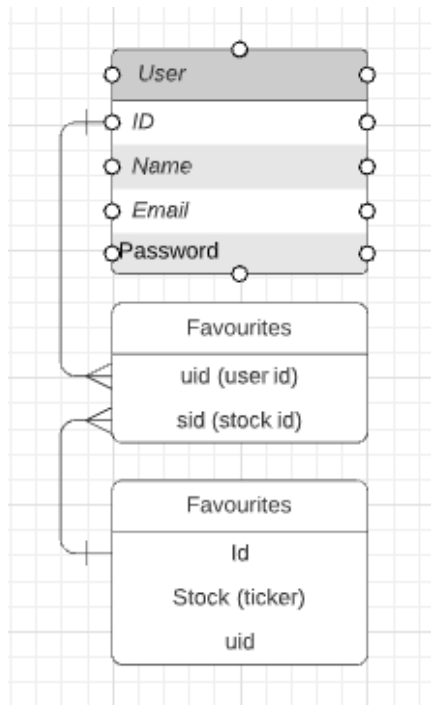 User
ID
Name
Email
Password
Favourites
uid (user id)
sid (stock id)
Favourites
Id
Stock (ticker)
uid